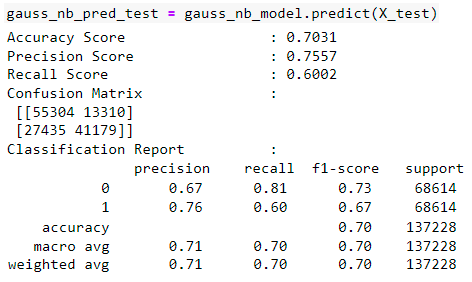 gauss_nb_pred_test = gauss_nb_model.predict(X_test)
Accuracy Score : 0.7031
Precision Score : 0.7557
Recall Score : 0.6002
Confusion Matrix :
[[55304 13310]
[27435 41179]]
Classification Report :
precision recall f1-score support
0 0.67 0.81 0.73 68614
1 0.76 0.60 0.67 68614
accuracy 0.70 137228
macro avg 0.71 0.70 0.70 137228
weighted avg 0.71 0.70 0.70 137228